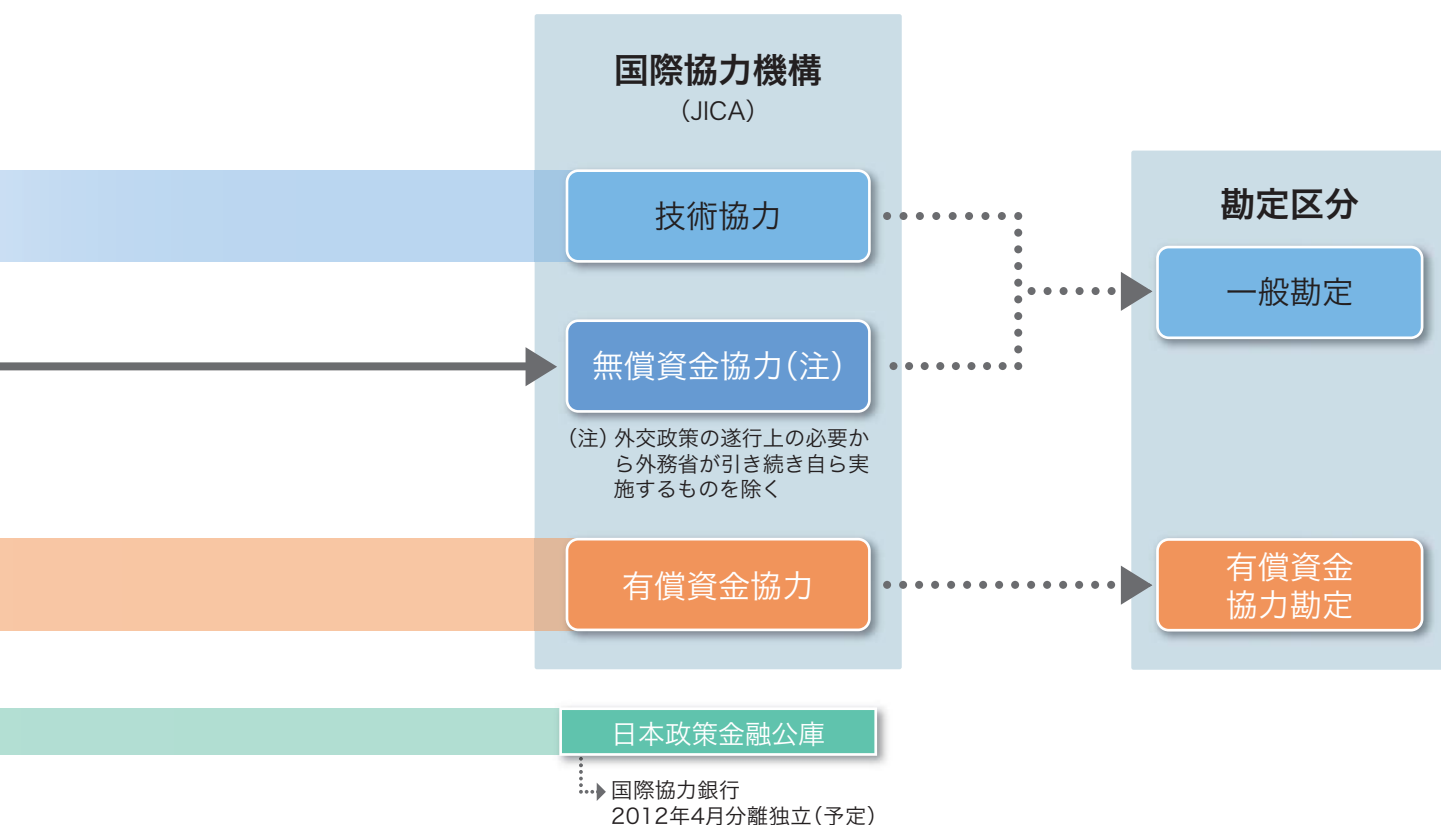 国際協力機構
（JICA）
技術協力
無償資金協力（注）
（注）外交政策の遂行上の必要か
ら外務省が引き続き自ら実
施するものを除く
有償資金協力
勘定区分
一般勘定
有償資金
協力勘定
日本政策金融公庫
国際協力銀行
2012年4月分離独立（予定）